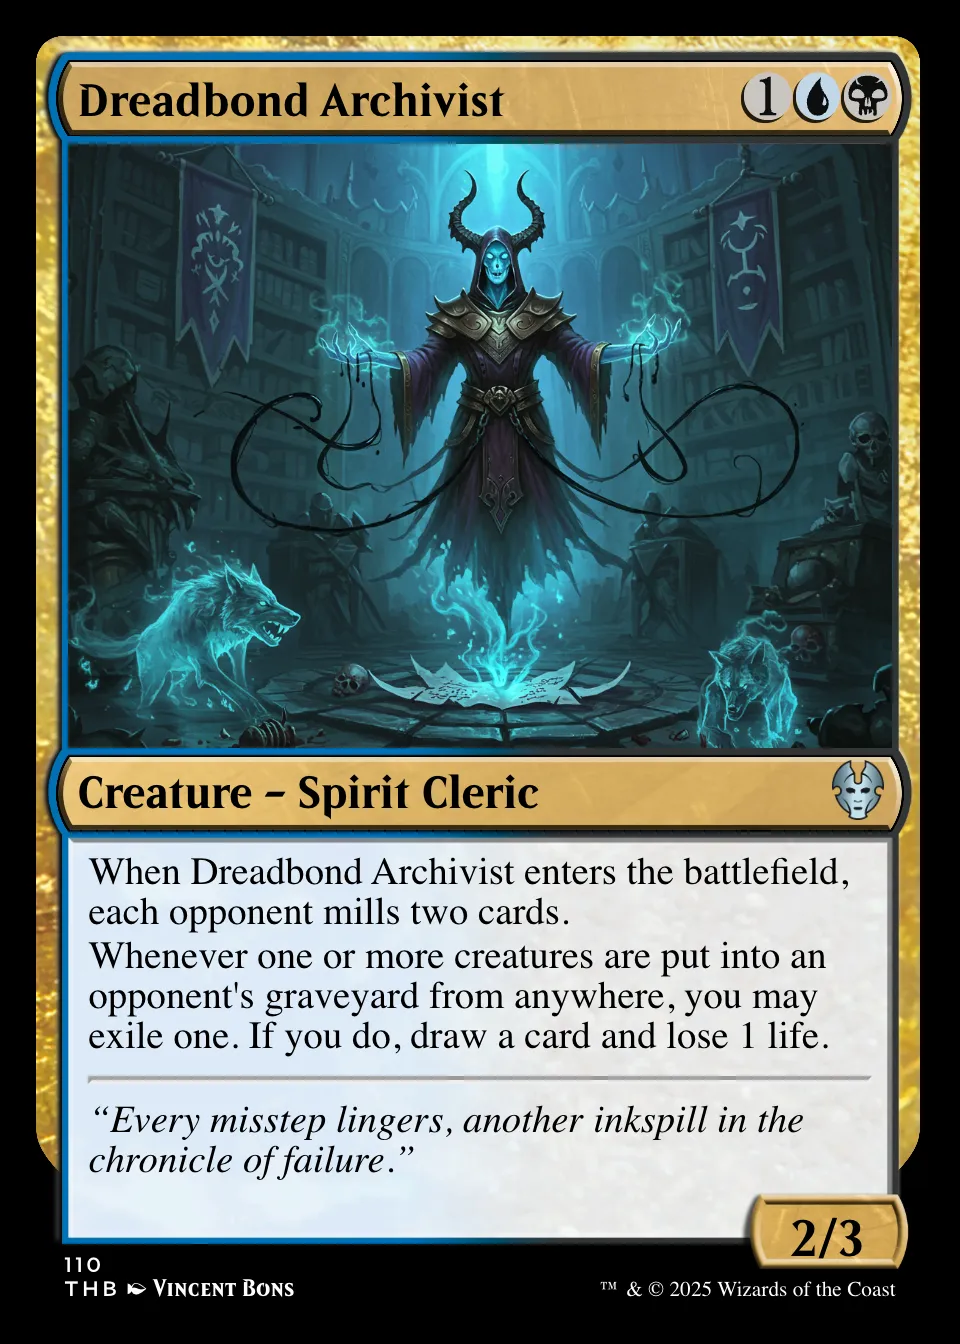 Dreadbond Archivist 1
Creature – Spirit Cleric
When Dreadbond Archivist enters the battlefield,
each opponent mills two cards.
Whenever one or more creatures are put into an
opponent's graveyard from anywhere, you may
exile one. If you do, draw a card and lose 1 life.
“Every misstep lingers, another inkspill in the
chronicle of failure.”
2/3
110
THB Vincent Bons
™ & © 2025 Wizards of the Coast